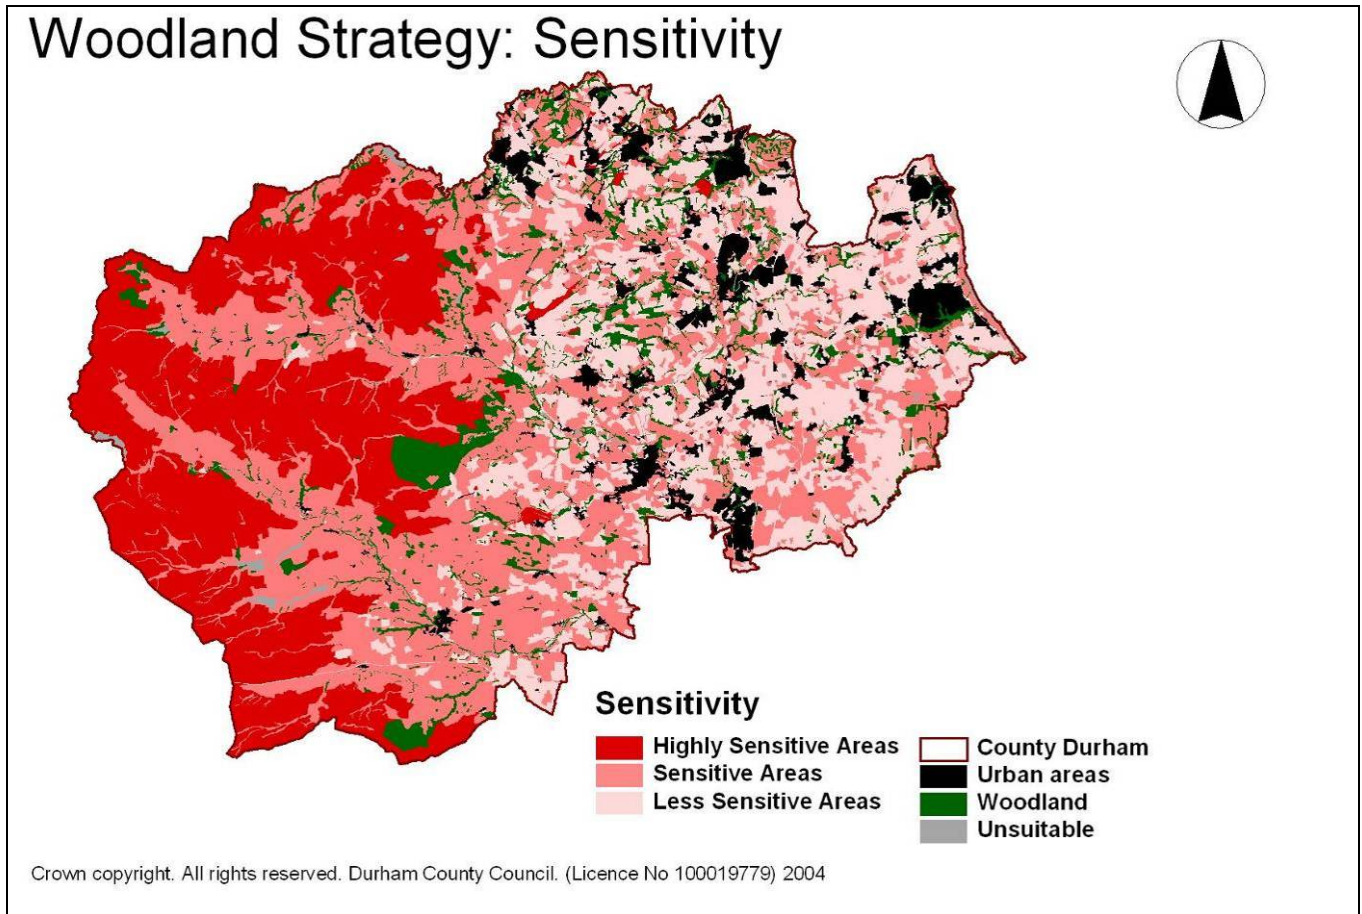 Woodland Strategy: Sensitivity
Sensitivity
Highly Sensitive Areas
Sensitive Areas
Less Sensitive Areas
County Durham
Urban areas
Woodland
Unsuitable
Crown copyright. All rights reserved. Durham County Council. (Licence No 100019779) 2004